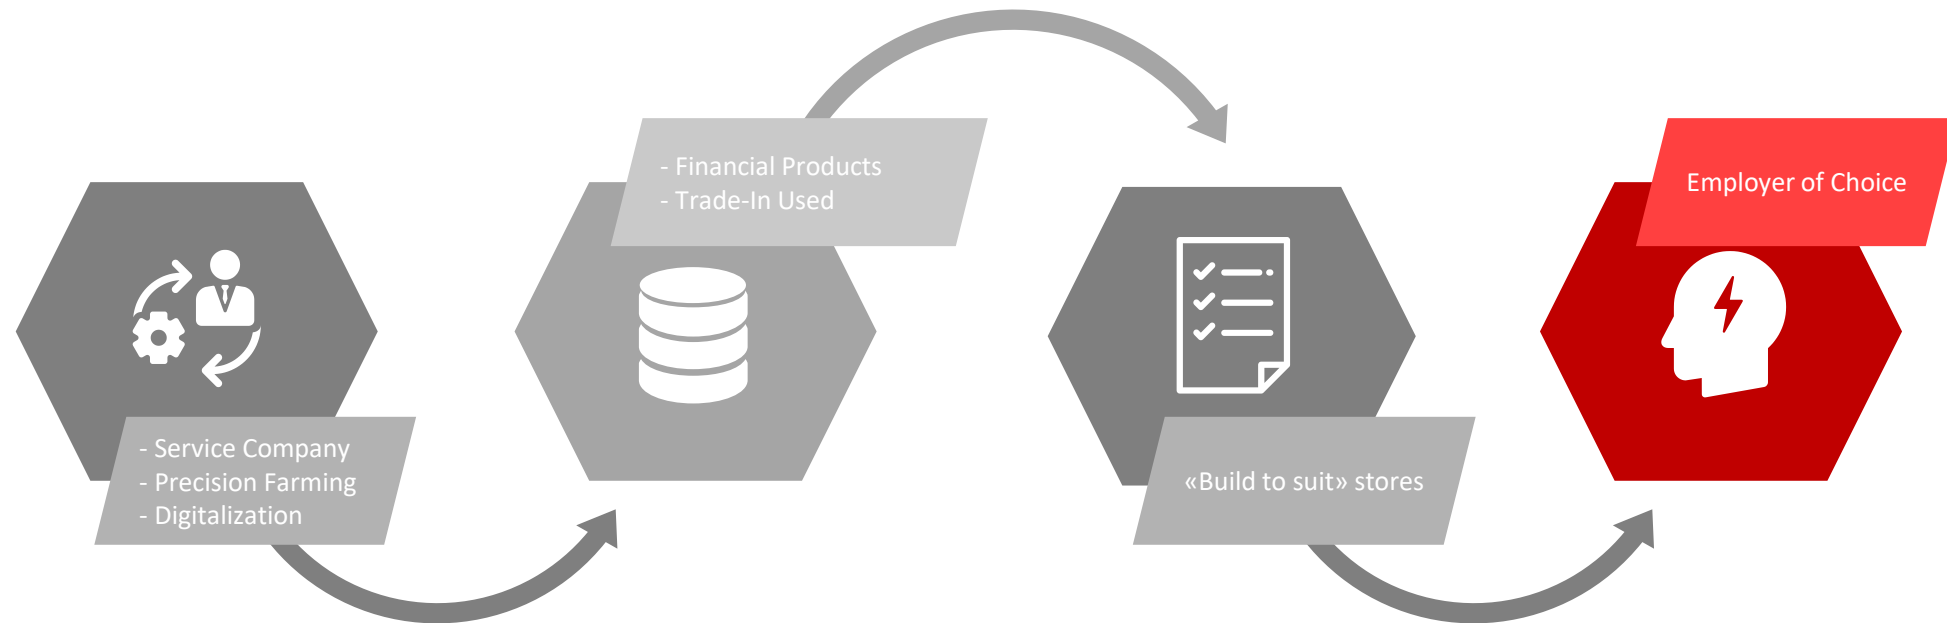 - Service Company
- Precision Farming
- Digitalization
- Financial Products
- Trade-In Used
«Build to suit» stores
Employer of Choice